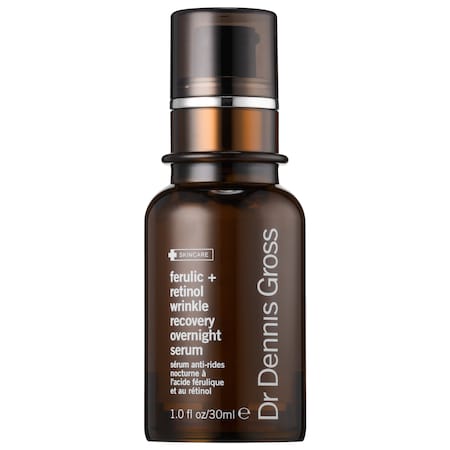 SKINCARE
ferulic +
retinol
wrinkle
recovery
overnight
serum
sérum anti-rides
nocturne à
l'acide férulique
et au rétinol
1.0 fl oz/30ml ℮
Dr Dennis Gross